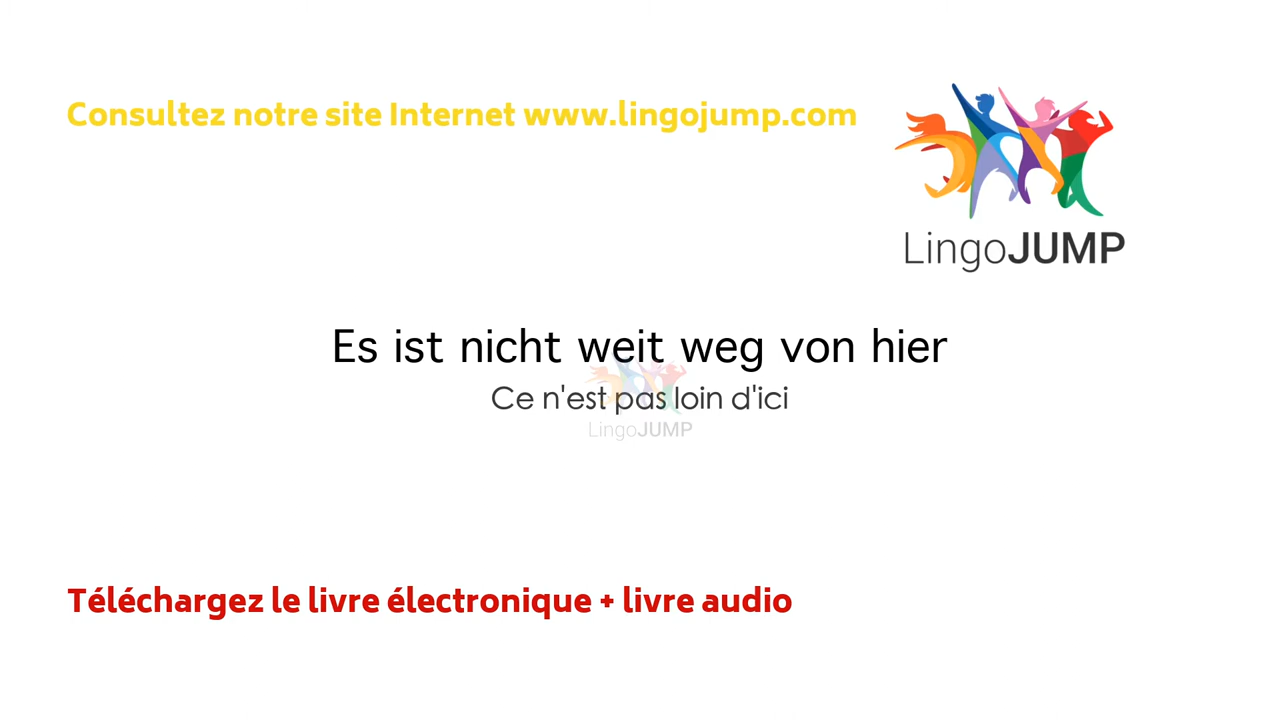 Consultez notre site Internet www.lingojump.com
LingoJUMP
Es ist nicht weit weg von hier
Ce n'est pas loin d'ici
LingoJUMP
Téléchargez le livre électronique + livre audio